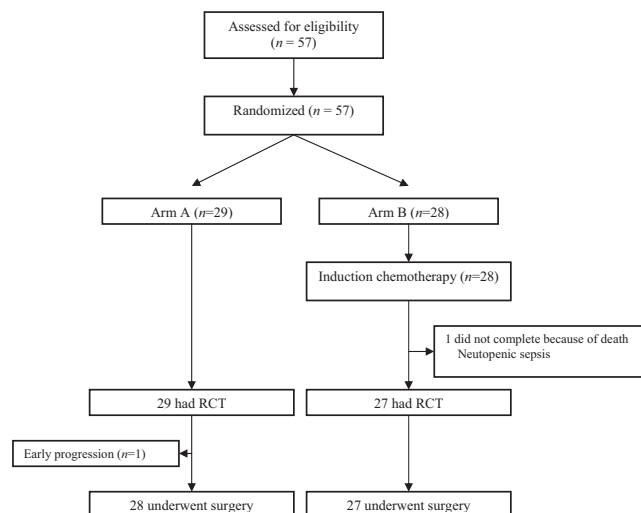 Assessed for eligibility
(n = 57)
Randomized (n = 57)
Arm A (n=29)
Arm B (n=28)
Induction chemotherapy (n=28)
1 did not complete because of death
Neutopenic sepsis
29 had RCT
27 had RCT
Early progression (n=1)
28 underwent surgery
27 underwent surgery